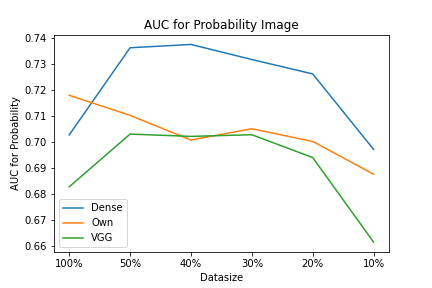 AUC for Probability Image
AUC for Probability
0.74
0.73
0.72
0.71
0.70
0.69
0.68
0.67
0.66
Dense
Own
VGG
100% 50% 40% 30% 20% 10%
Datasize